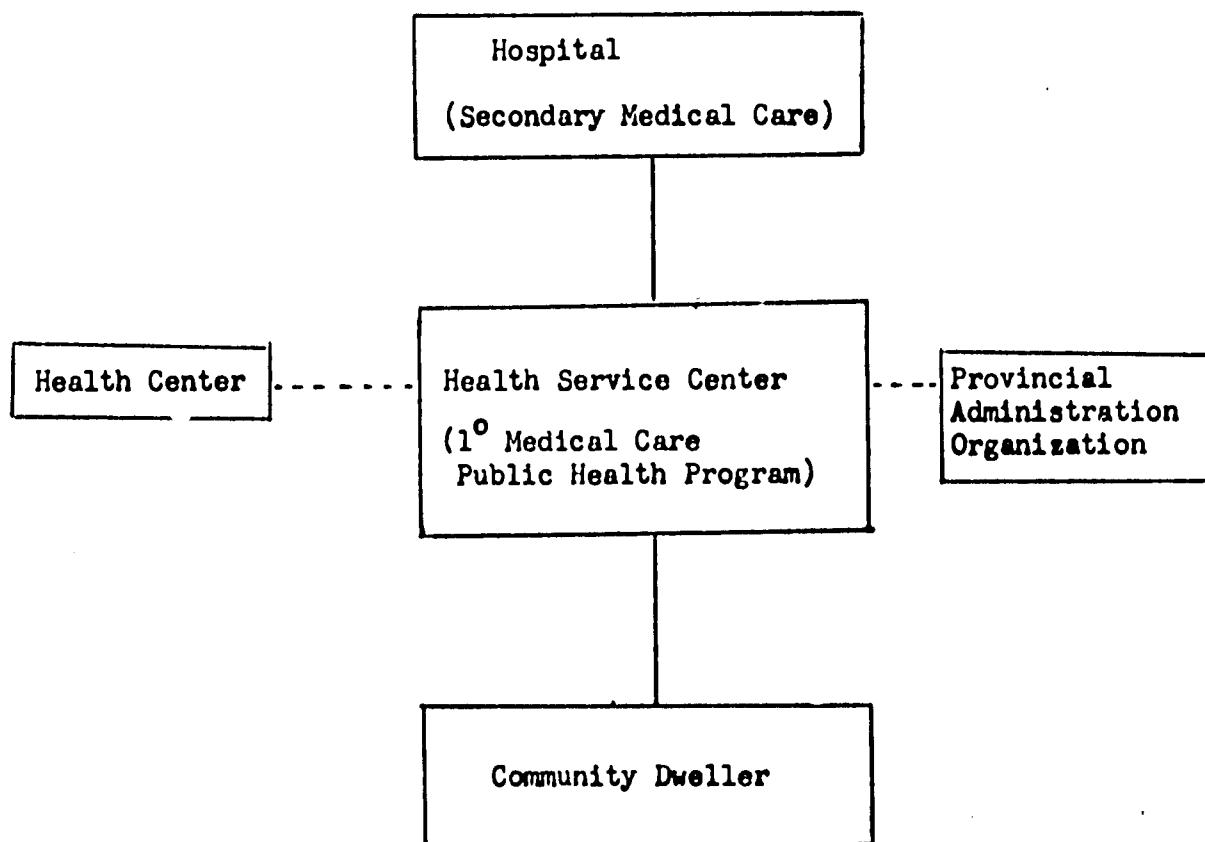 Hospital
(Secondary Medical Care)
Health Center
Health Service Center
(1° Medical Care
Public Health Program)
Provincial
Administration
Organization
Community Dweller